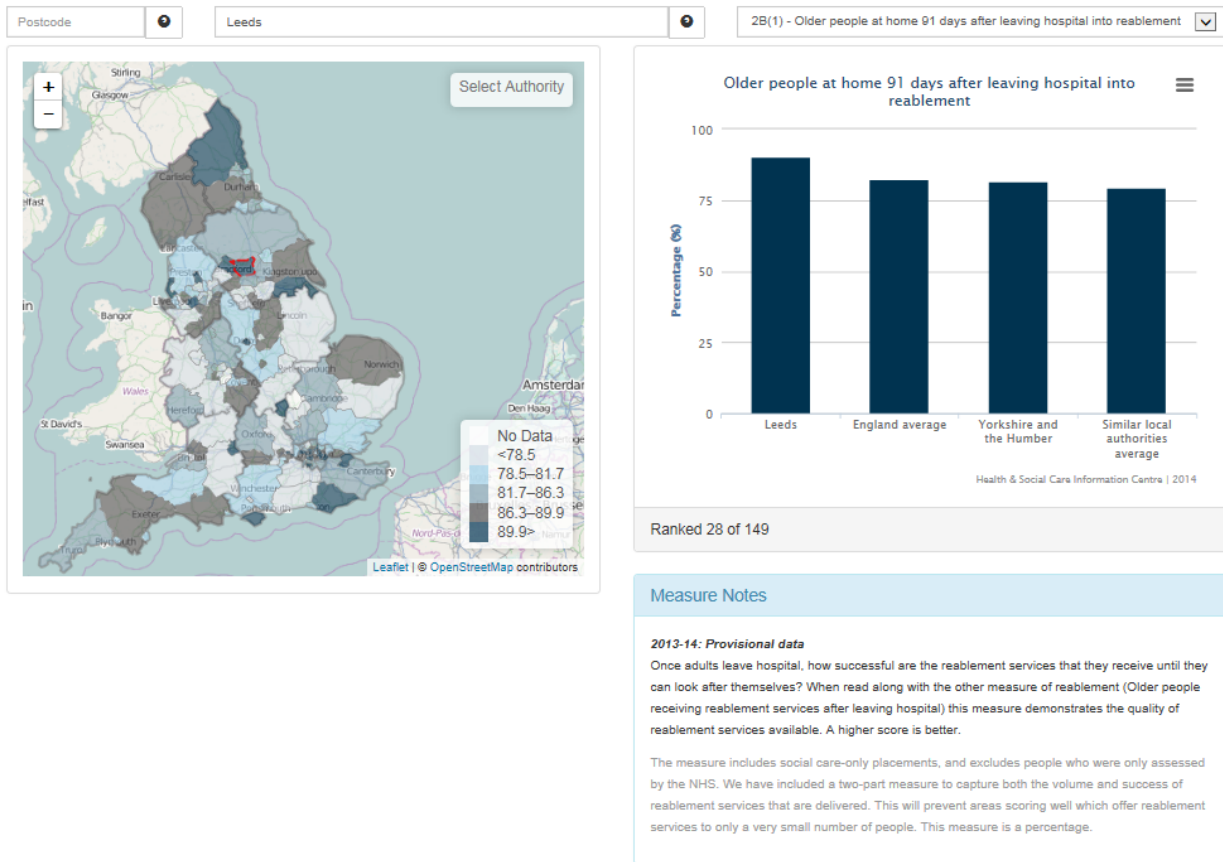 Postcode
Leeds
2B(1) - Older people at home 91 days after leaving hospital into reablement
+
−
Select Authority
Stirling
Glasgow
Carlisle
Durham
Lancaster
Preston
Kingston upo
Liverpool
Lincoln
Bangor
Peterborough
Norwich
Wales
Cambridge
Hereford
Amsterdar
Den Haag
St David's
Swansea
Oxford
Bristol
Canterbury
Winchester
Portsmouth
Exeter
Plymouth
Truro
Namur
No Data
<78.5
78.5–81.7
81.7–86.3
86.3–89.9
89.9>
Leaflet | © OpenStreetMap contributors
Older people at home 91 days after leaving hospital into
reablement
Percentage (%)
100
75
50
25
0
Leeds
England average
Yorkshire and
the Humber
Similar local
authorities
average
Health & Social Care Information Centre | 2014
Ranked 28 of 149
Measure Notes
2013-14: Provisional data
Once adults leave hospital, how successful are the reablement services that they receive until they
can look after themselves? When read along with the other measure of reablement (Older people
receiving reablement services after leaving hospital) this measure demonstrates the quality of
reablement services available. A higher score is better.
The measure includes social care-only placements, and excludes people who were only assessed
by the NHS. We have included a two-part measure to capture both the volume and success of
reablement services that are delivered. This will prevent areas scoring well which offer reablement
services to only a very small number of people. This measure is a percentage.